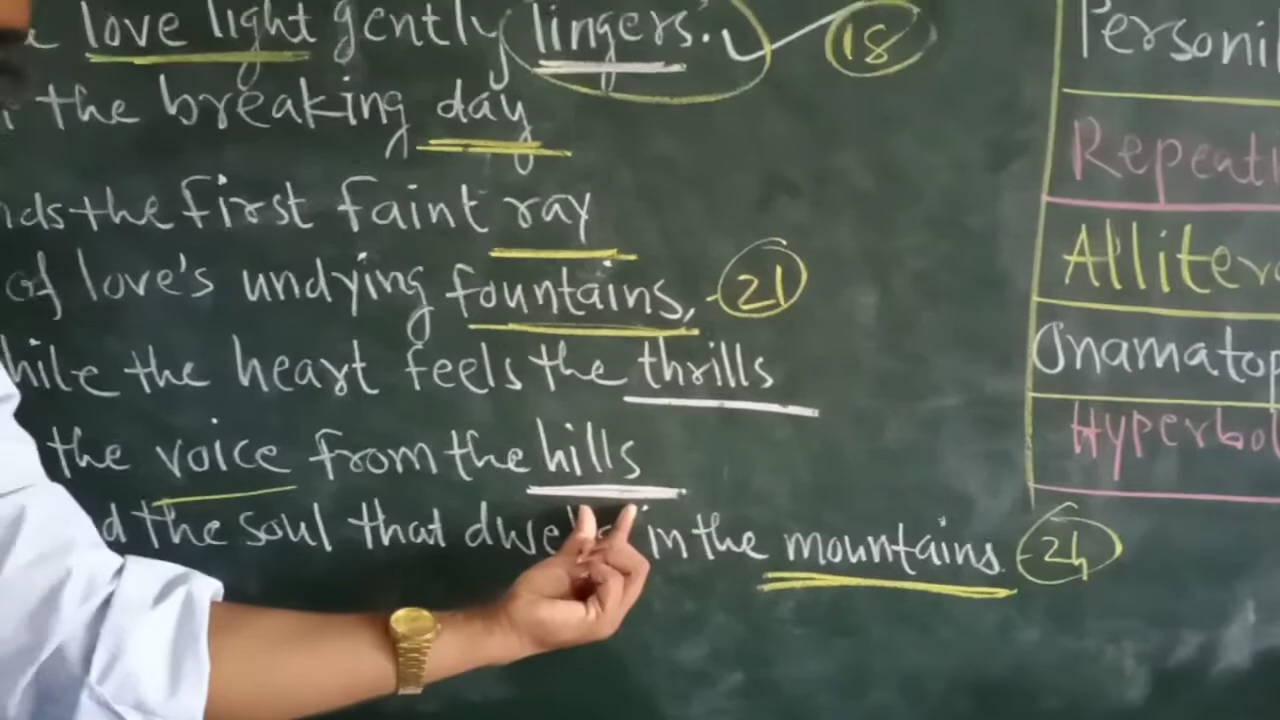 love light gently lingers. 18
the breaking day
the first faint ray
of love's undying fountains, 21
the heart feels the thrills
the voice from the hills
the soul that in the mountains. 24
Personi
Repeati
Allitera
Onamatop
Hyperbol